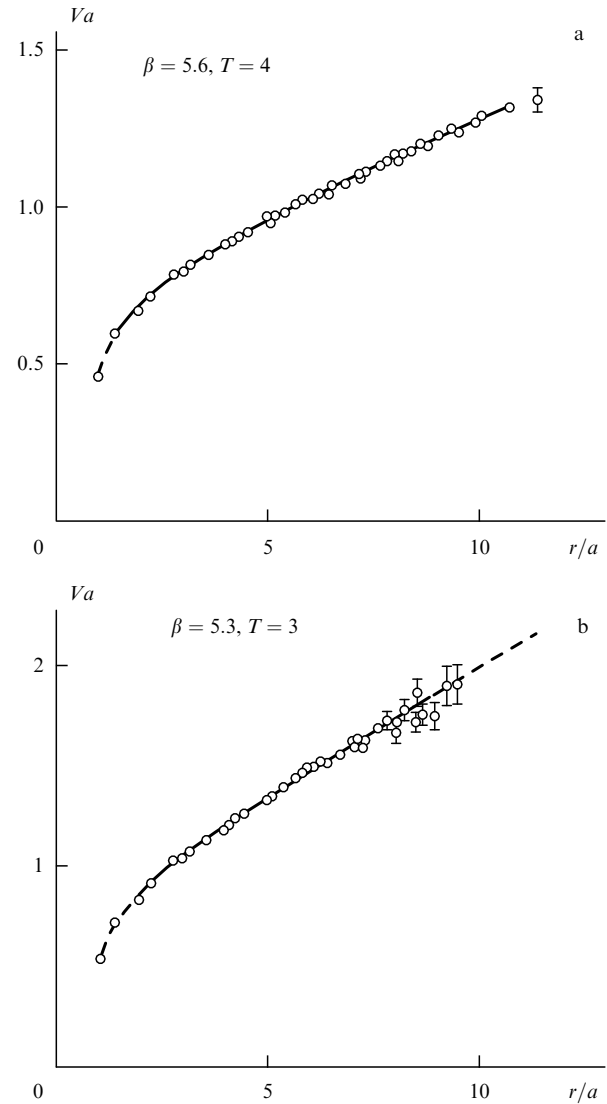 Va
a
β = 5.6, T = 4
1.5
1.0
0.5
0 5 10 r/a
Va
β = 5.3, T = 3 b
2
1
0 5 10 r/a